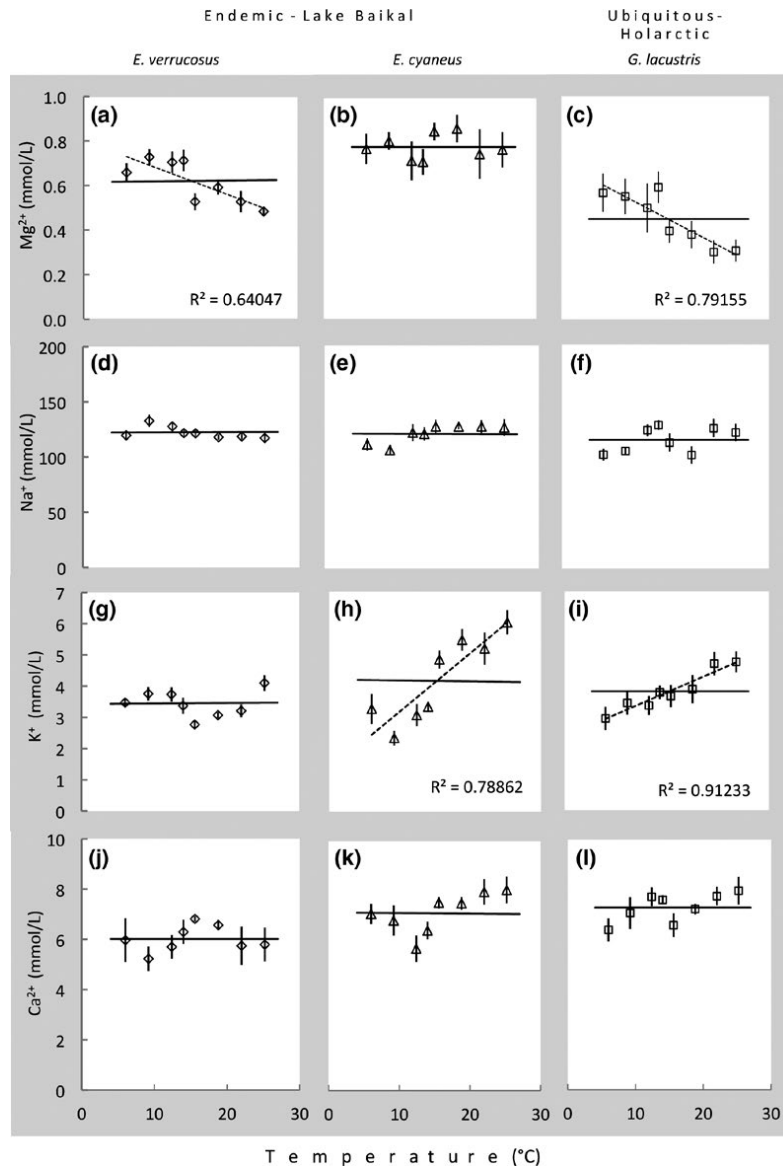 Endemic - Lake Baikal
Ubiquitous-
Holarctic
E. verrucosus
E. cyaneus
G. lacustris
(a)
(b)
(c)
1.0
0.8
0.6
0.4
0.2
0.0
Mg²⁺ (mmol/L)
R² = 0.64047
R² = 0.79155
(d)
(e)
(f)
200
150
100
50
0
Na⁺ (mmol/L)
(g)
(h)
(i)
7
6
5
4
3
2
1
0
K⁺ (mmol/L)
R² = 0.78862
R² = 0.91233
(j)
(k)
(l)
10
8
6
4
2
0
Ca²⁺ (mmol/L)
0 10 20 30 0 10 20 30 0 10 20 30
Temperature (°C)